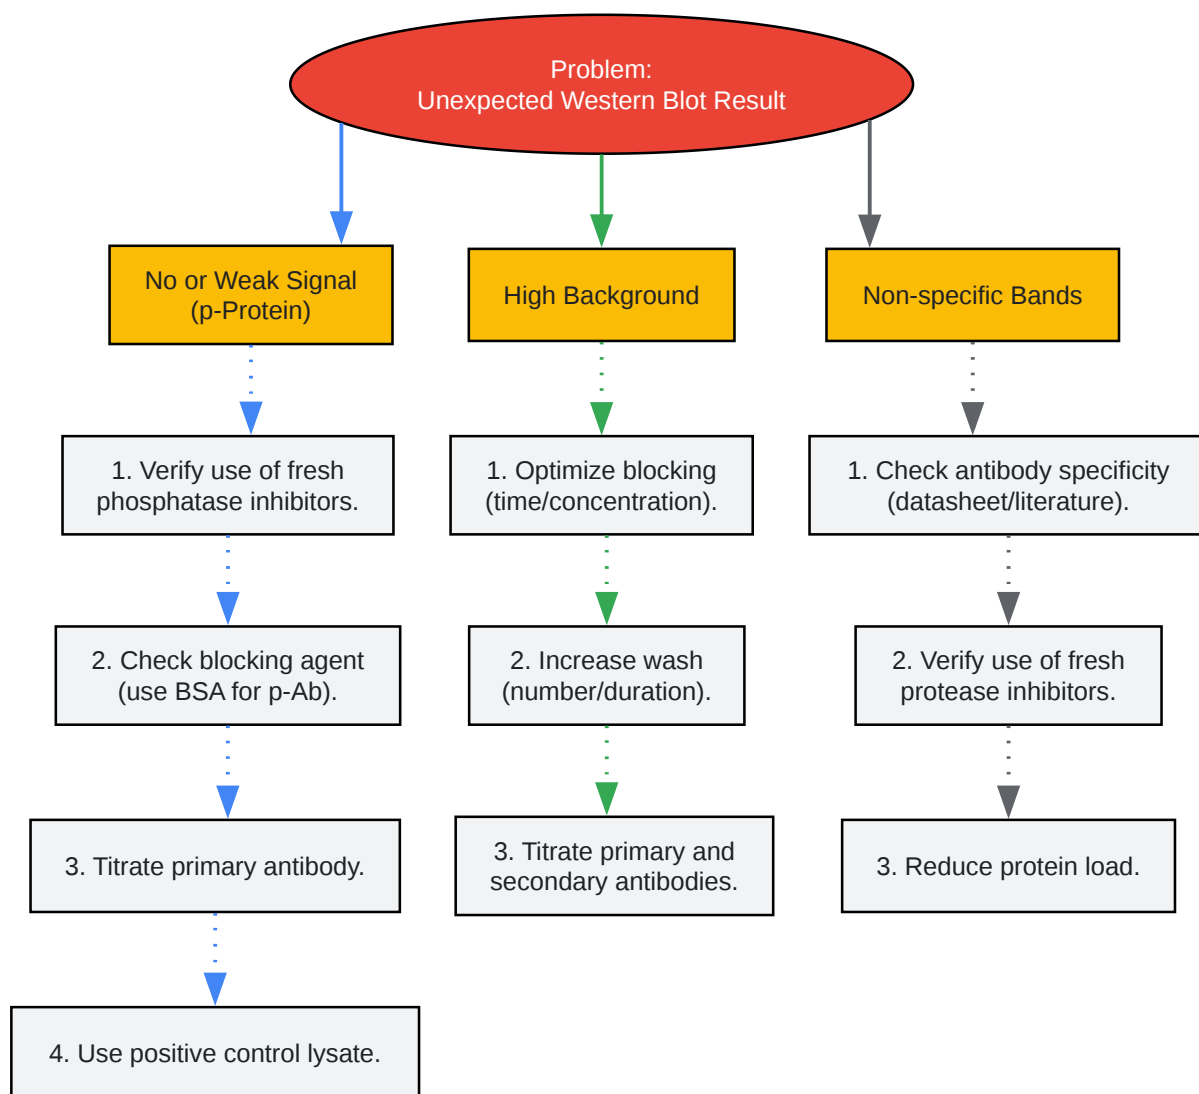 Problem:
Unexpected Western Blot Result
No or Weak Signal
(p-Protein)
High Background
Non-specific Bands
1. Verify use of fresh
phosphatase inhibitors.
1. Optimize blocking
(time/concentration).
1. Check antibody specificity
(datasheet/literature).
2. Check blocking agent
(use BSA for p-Ab).
2. Increase wash
(number/duration).
2. Verify use of fresh
protease inhibitors.
3. Titrate primary antibody.
3. Titrate primary and
secondary antibodies.
3. Reduce protein load.
4. Use positive control lysate.